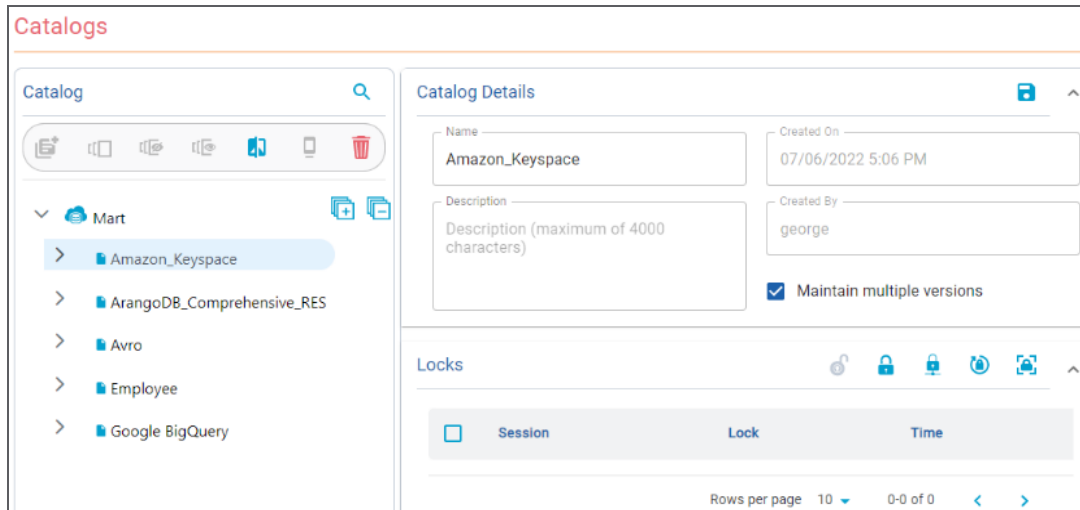 Catalogs
Catalog
Mart
Amazon_Keyspace
ArangoDB_Comprehensive_RES
Avro
Employee
Google BigQuery
Catalog Details
Name
Amazon_Keyspace
Created On
07/06/2022 5:06 PM
Description
Description (maximum of 4000
characters)
Created By
george
Maintain multiple versions
Locks
Session Lock Time
Rows per page 10 0-0 of 0